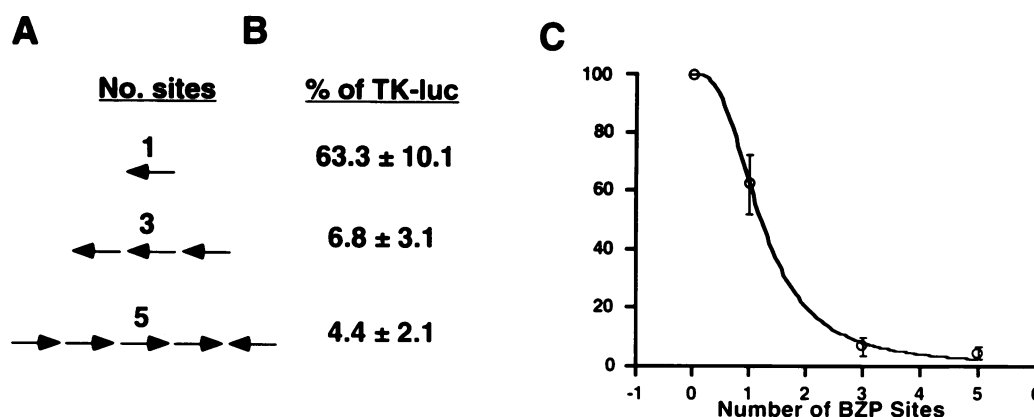 A
B
C
No. sites
% of TK-luc
1
63.3 ± 10.1
3
6.8 ± 3.1
5
4.4 ± 2.1
100
80
60
40
20
0
-1 0 1 2 3 4 5
Number of BZP Sites